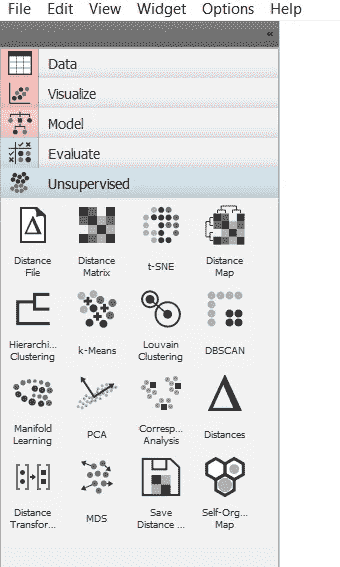 File Edit View Widget Options Help
«
Data
Visualize
Model
Evaluate
Unsupervised
Distance File
Distance Matrix
t-SNE
Distance Map
Hierarchi... Clustering
k-Means
Louvain Clustering
DBSCAN
Manifold Learning
PCA
Corresp... Analysis
Distances
Distance Transfor...
MDS
Save Distance ...
Self-Org... Map